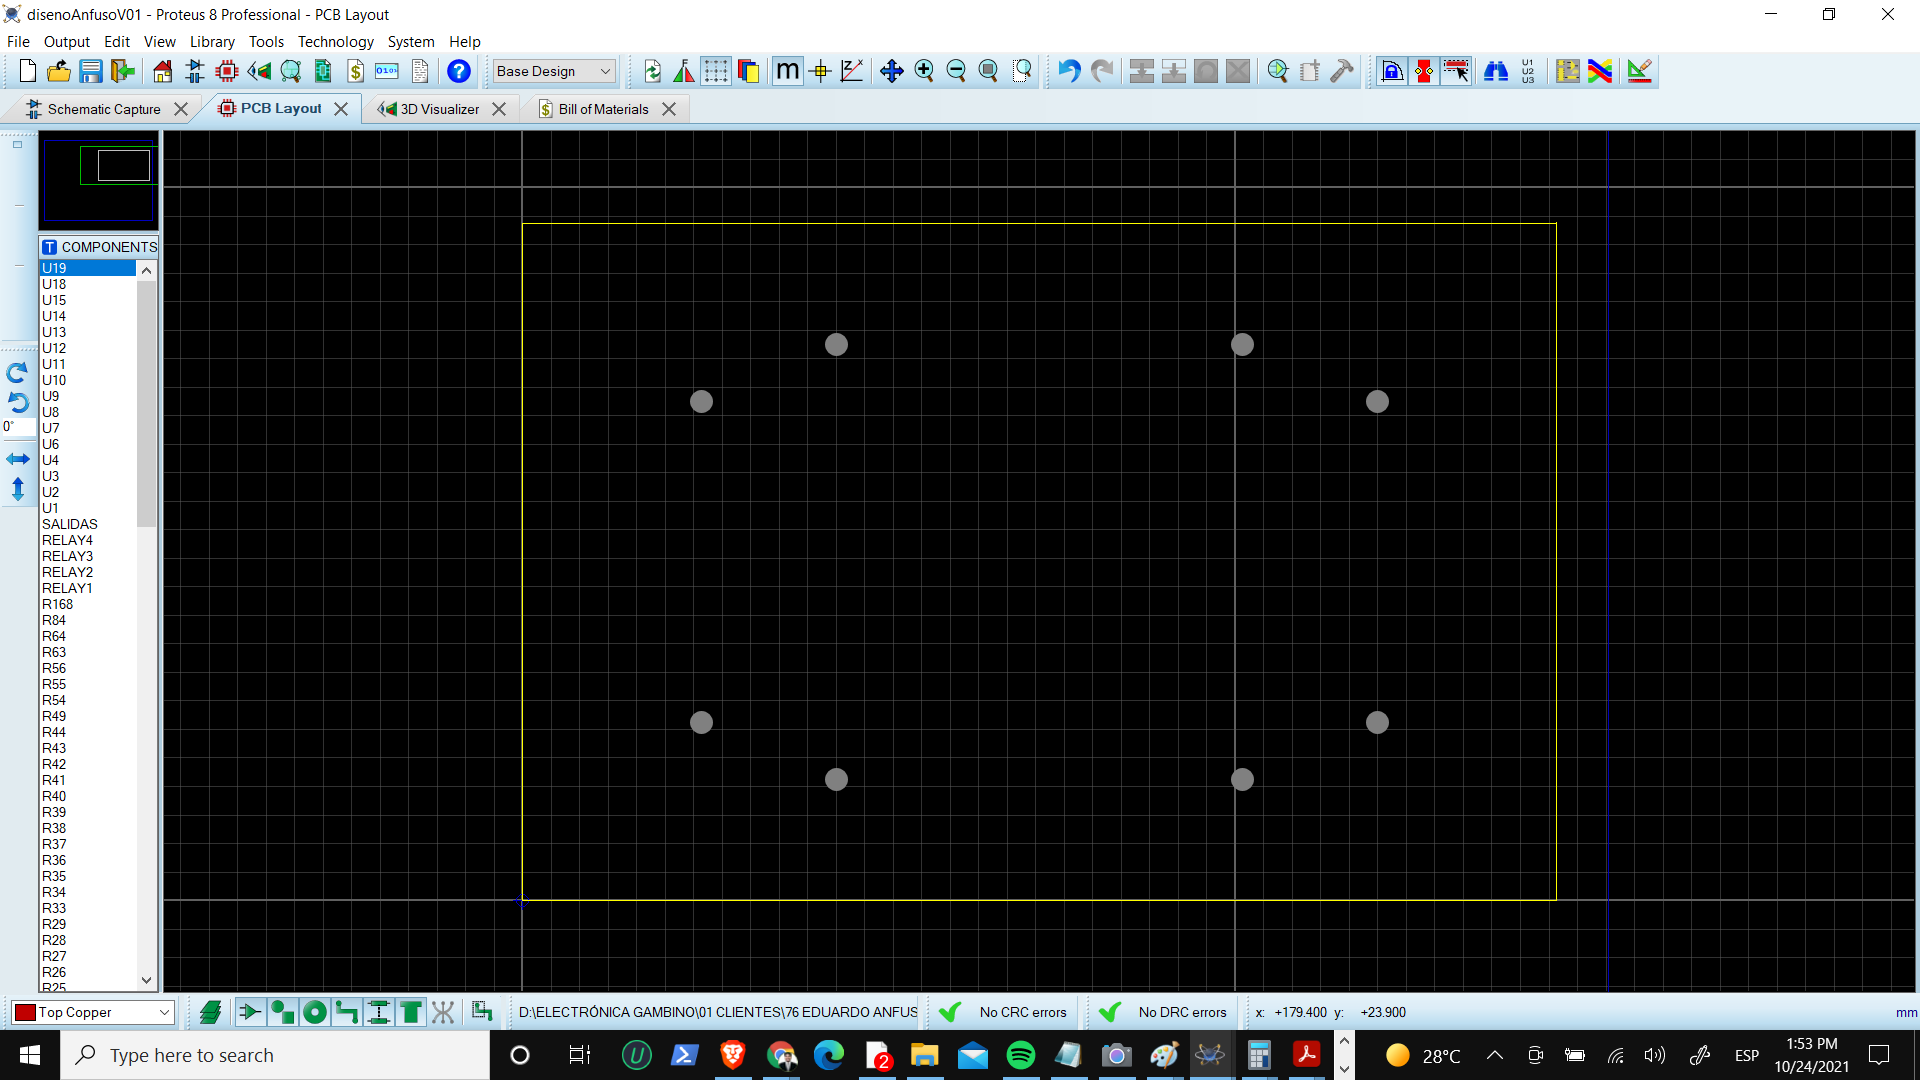 disenoAnfusoV01 - Proteus 8 Professional - PCB Layout
File Output Edit View Library Tools Technology System Help
Base Design
Schematic Capture PCB Layout 3D Visualizer Bill of Materials
COMPONENTS
U19
U18
U15
U14
U13
U12
U11
U10
U9
U8
U7
U6
U4
U3
U2
U1
SALIDAS
RELAY4
RELAY3
RELAY2
RELAY1
R168
R84
R64
R63
R56
R55
R54
R49
R44
R43
R42
R41
R40
R39
R38
R37
R36
R35
R34
R33
R29
R28
R27
R26
R25
0°
Top Copper
D:\ELECTRÓNICA GAMBINO\01 CLIENTES\76 EDUARDO ANFUS
No CRC errors
No DRC errors
x: +179.400 y: +23.900
mm
Type here to search
2
28°C
ESP
1:53 PM
10/24/2021